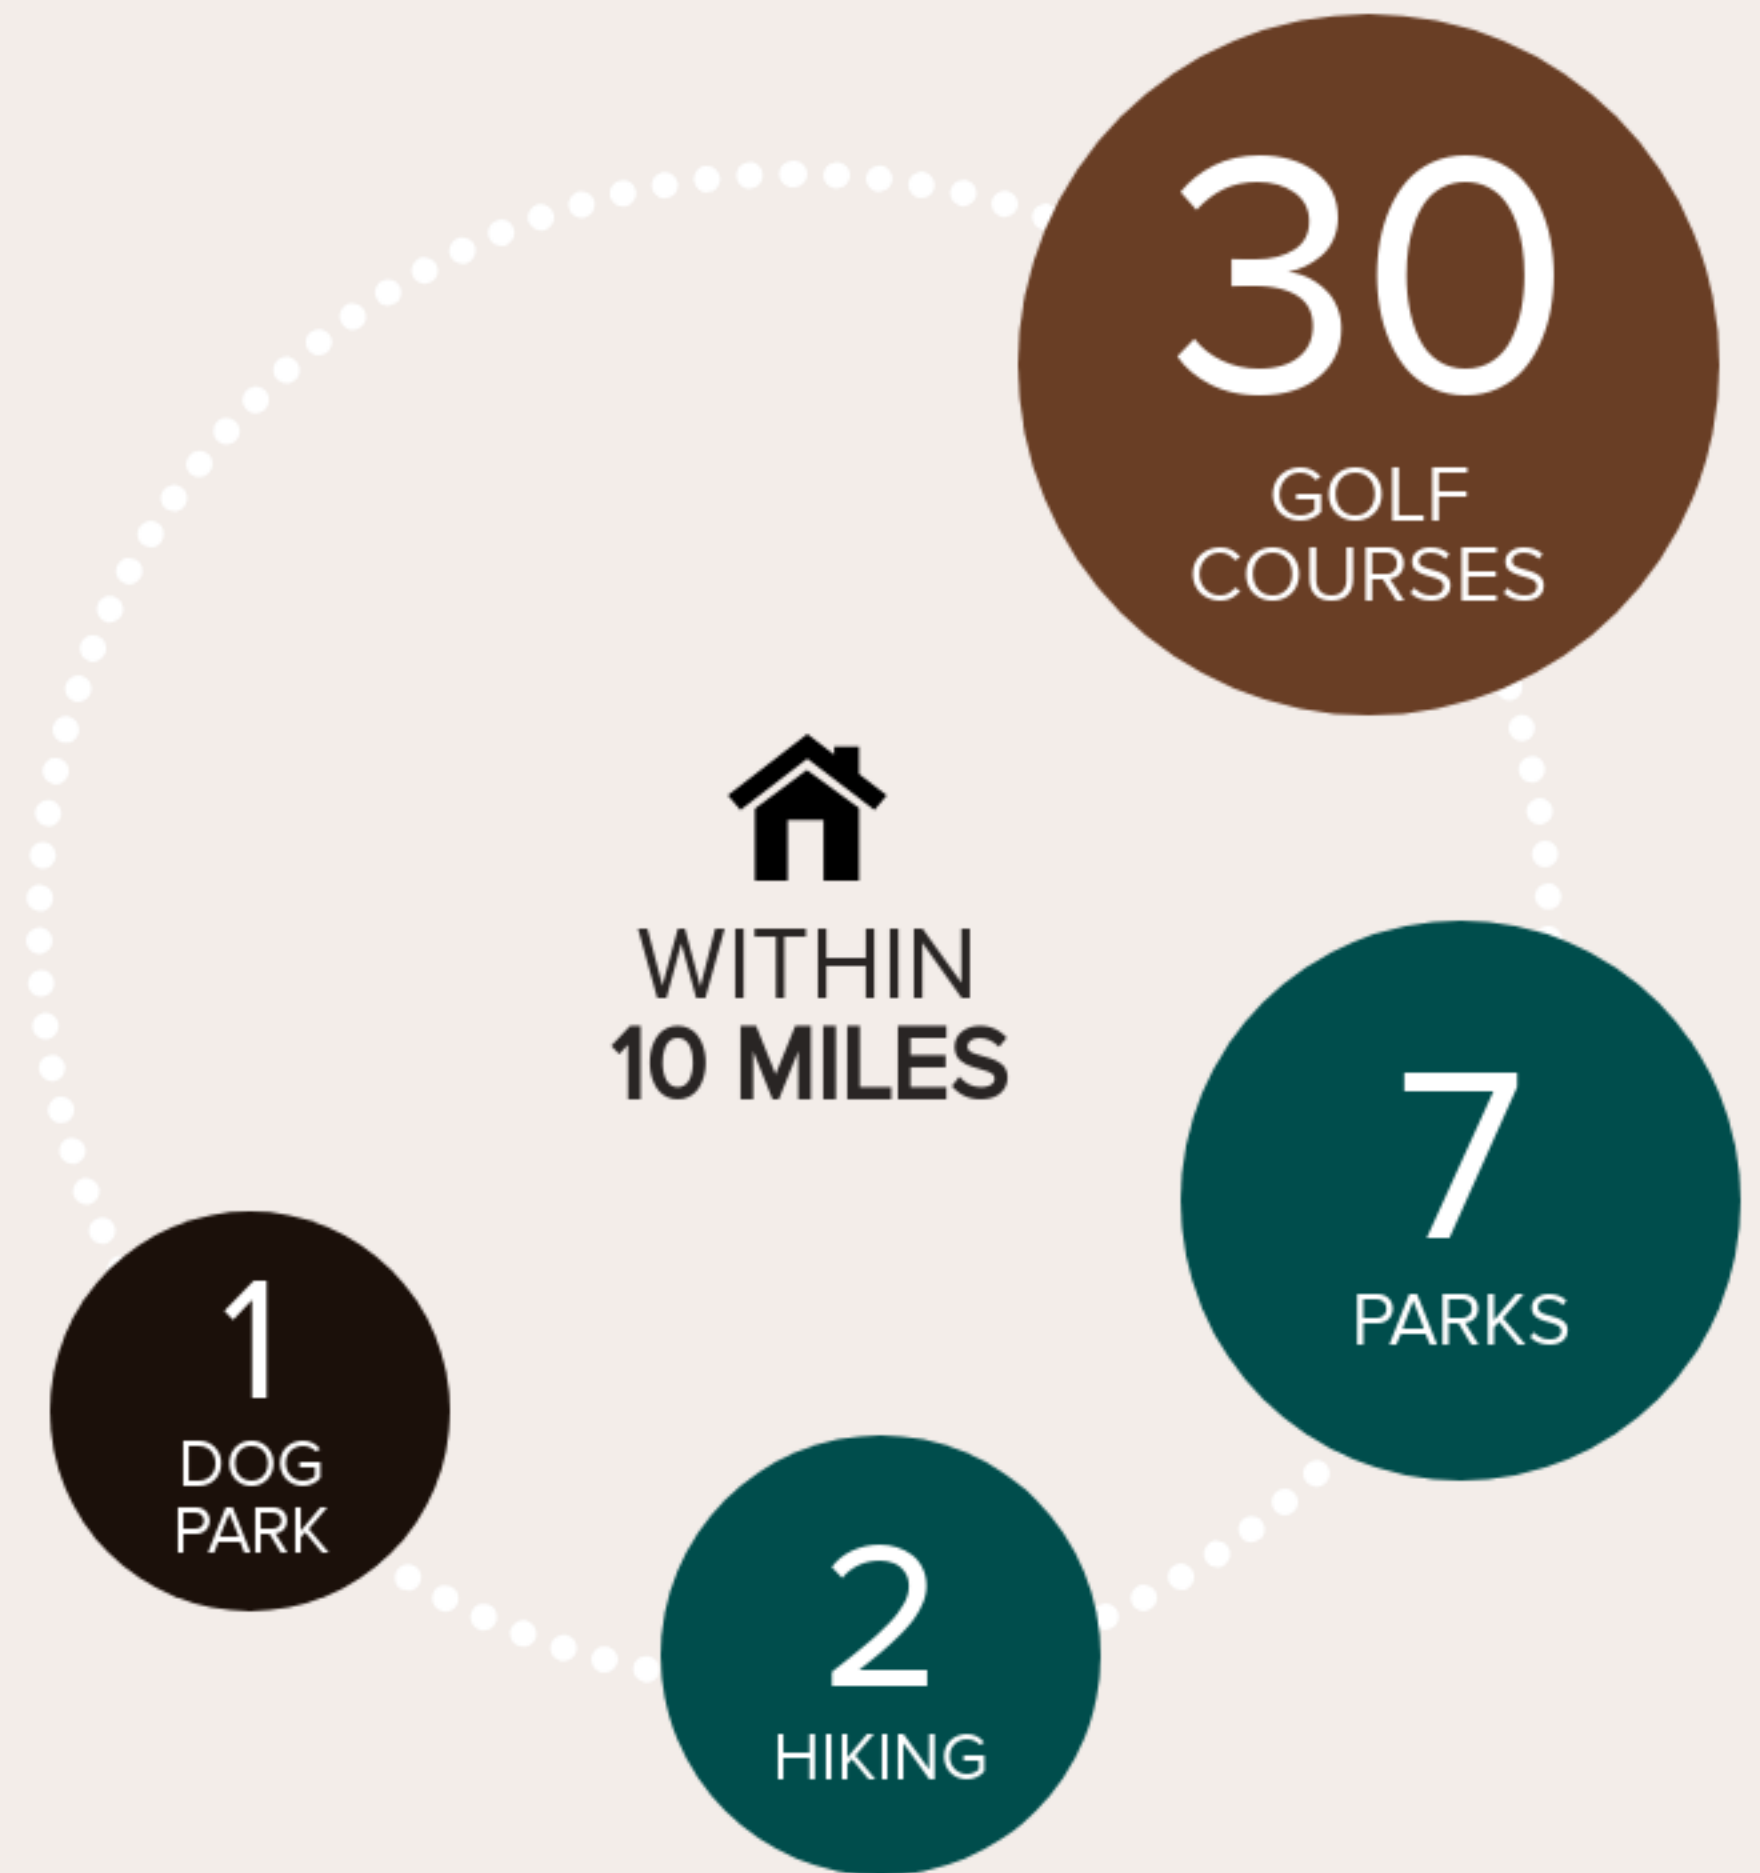 30
GOLF
COURSES
WITHIN
10 MILES
7
PARKS
1
DOG
PARK
2
HIKING